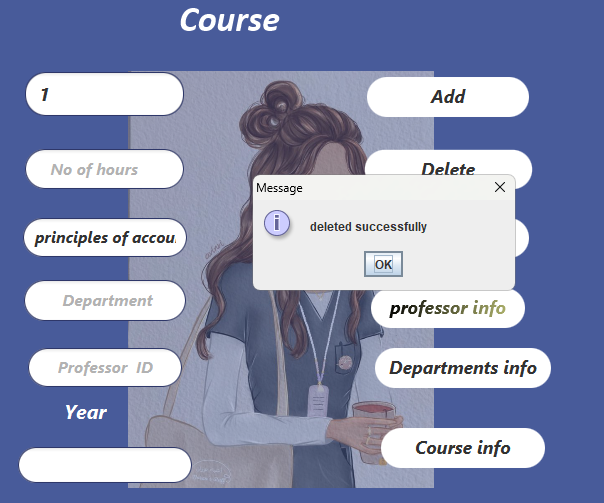 Course
1
Add
No of hours
Delete
Message
deleted successfully
principles of accou
OK
Department
professor info
Professor ID
Departments info
Year
Course info